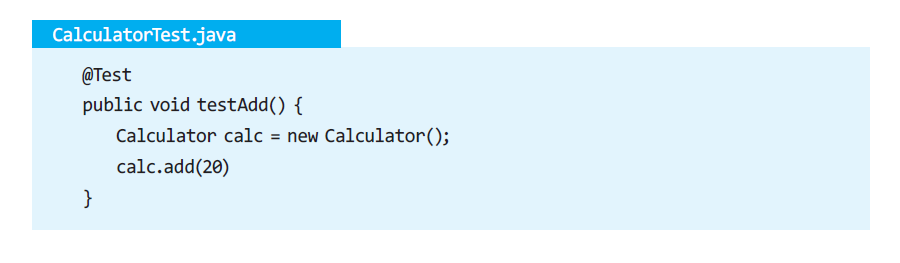 CalculatorTest.java
@Test
public void testAdd() {
Calculator calc = new Calculator();
calc.add(20)
}